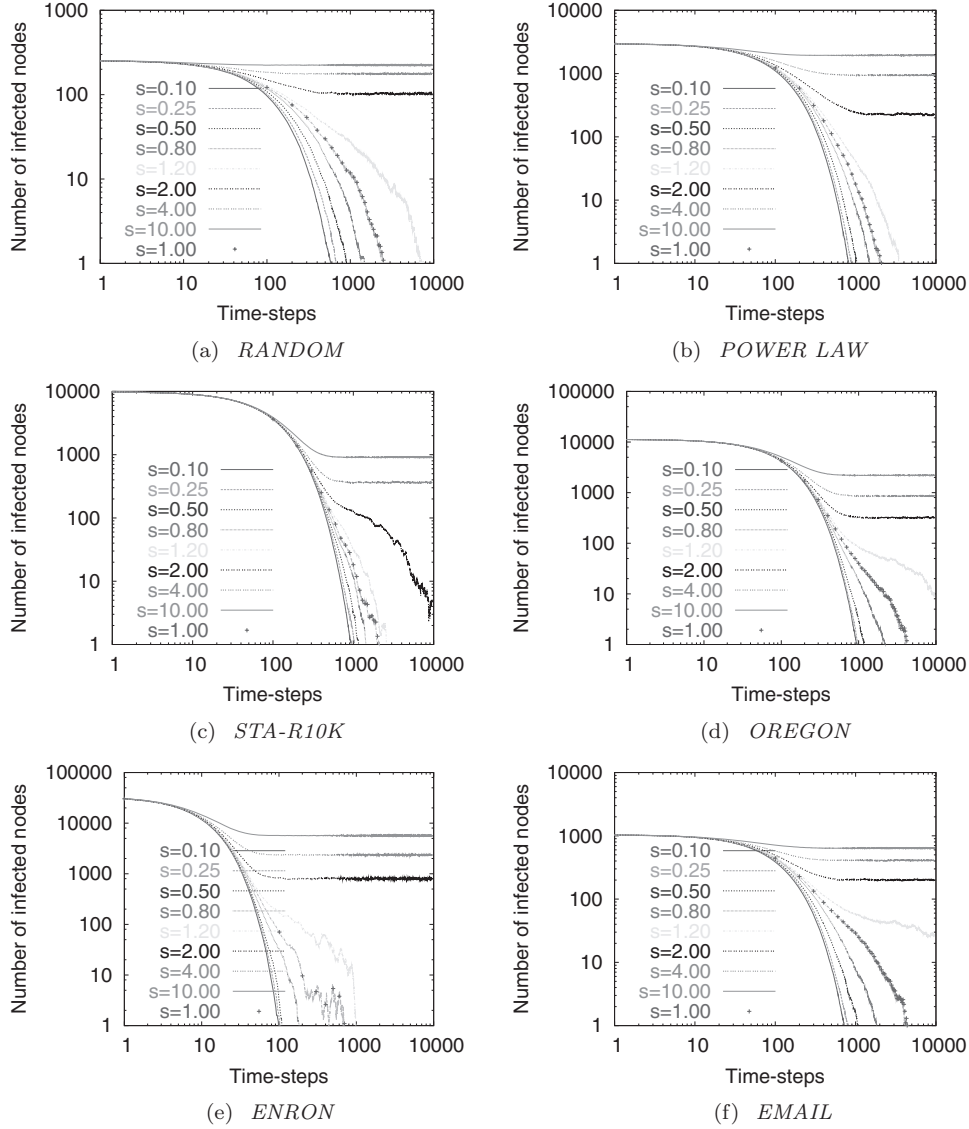 Number of infected nodes
1000
100
10
1
s=0.10
s=0.25
s=0.50
s=0.80
s=1.20
s=2.00
s=4.00
s=10.00
s=1.00
1 10 100 1000 10000
Time-steps
(a) RANDOM
Number of infected nodes
10000
1000
100
10
1
s=0.10
s=0.25
s=0.50
s=0.80
s=1.20
s=2.00
s=4.00
s=10.00
s=1.00
1 10 100 1000 10000
Time-steps
(b) POWER LAW
Number of infected nodes
10000
1000
100
10
1
s=0.10
s=0.25
s=0.50
s=0.80
s=1.20
s=2.00
s=4.00
s=10.00
s=1.00
1 10 100 1000 10000
Time-steps
(c) STA-R10K
Number of infected nodes
100000
10000
1000
100
10
1
s=0.10
s=0.25
s=0.50
s=0.80
s=1.20
s=2.00
s=4.00
s=10.00
s=1.00
1 10 100 1000 10000
Time-steps
(d) OREGON
Number of infected nodes
100000
10000
1000
100
10
1
s=0.10
s=0.25
s=0.50
s=0.80
s=1.20
s=2.00
s=4.00
s=10.00
s=1.00
1 10 100 1000 10000
Time-steps
(e) ENRON
Number of infected nodes
10000
1000
100
10
1
s=0.10
s=0.25
s=0.50
s=0.80
s=1.20
s=2.00
s=4.00
s=10.00
s=1.00
1 10 100 1000 10000
Time-steps
(f) EMAIL